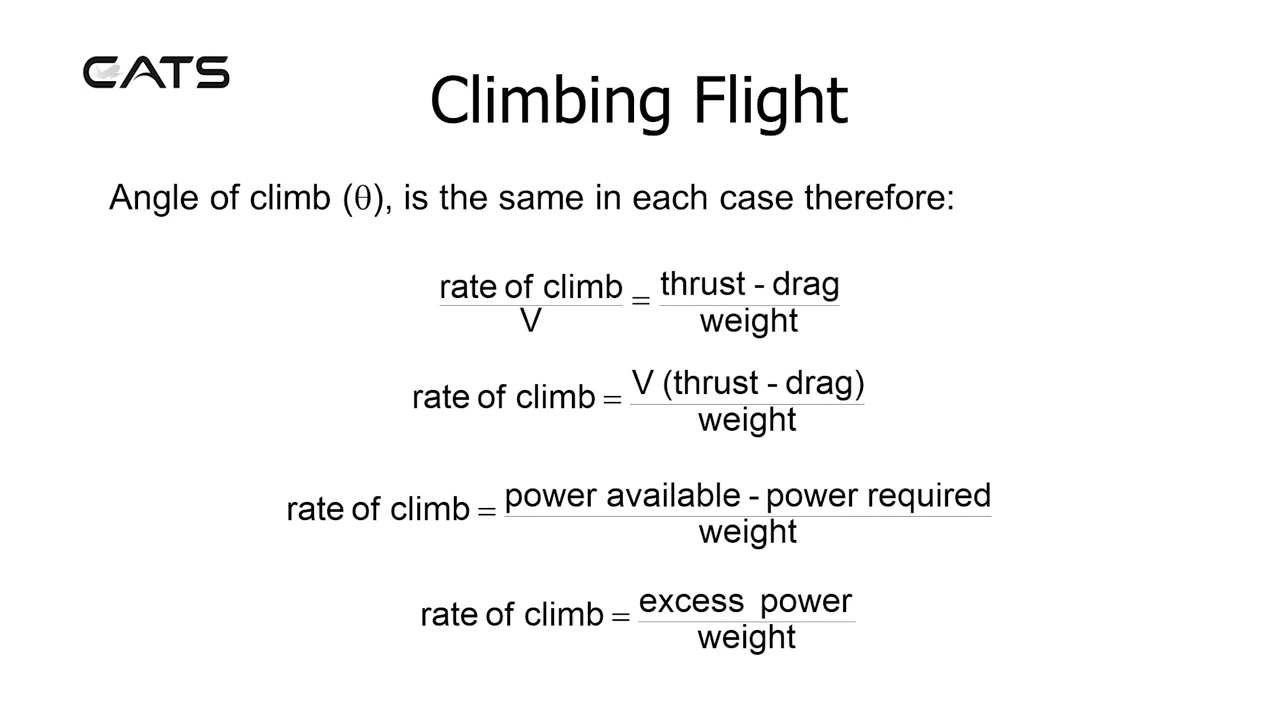 CATS
Climbing Flight
Angle of climb (θ), is the same in each case therefore:
rate of climb / V = thrust - drag / weight
rate of climb = V (thrust - drag) / weight
rate of climb = power available - power required / weight
rate of climb = excess power / weight